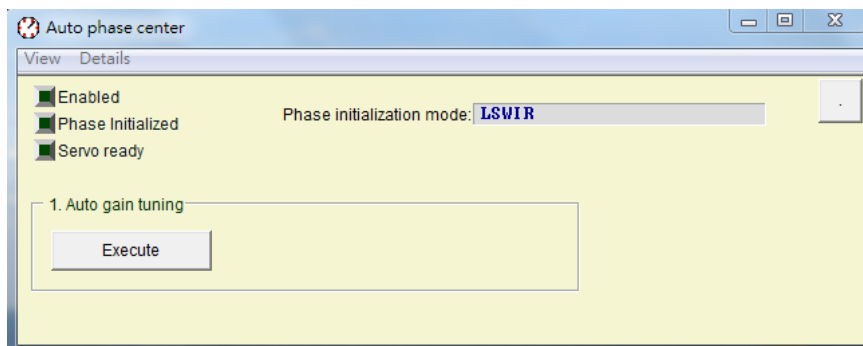 Auto phase center
View Details
Enabled
Phase Initialized
Servo ready
Phase initialization mode: LSWIR
.
1. Auto gain tuning
Execute